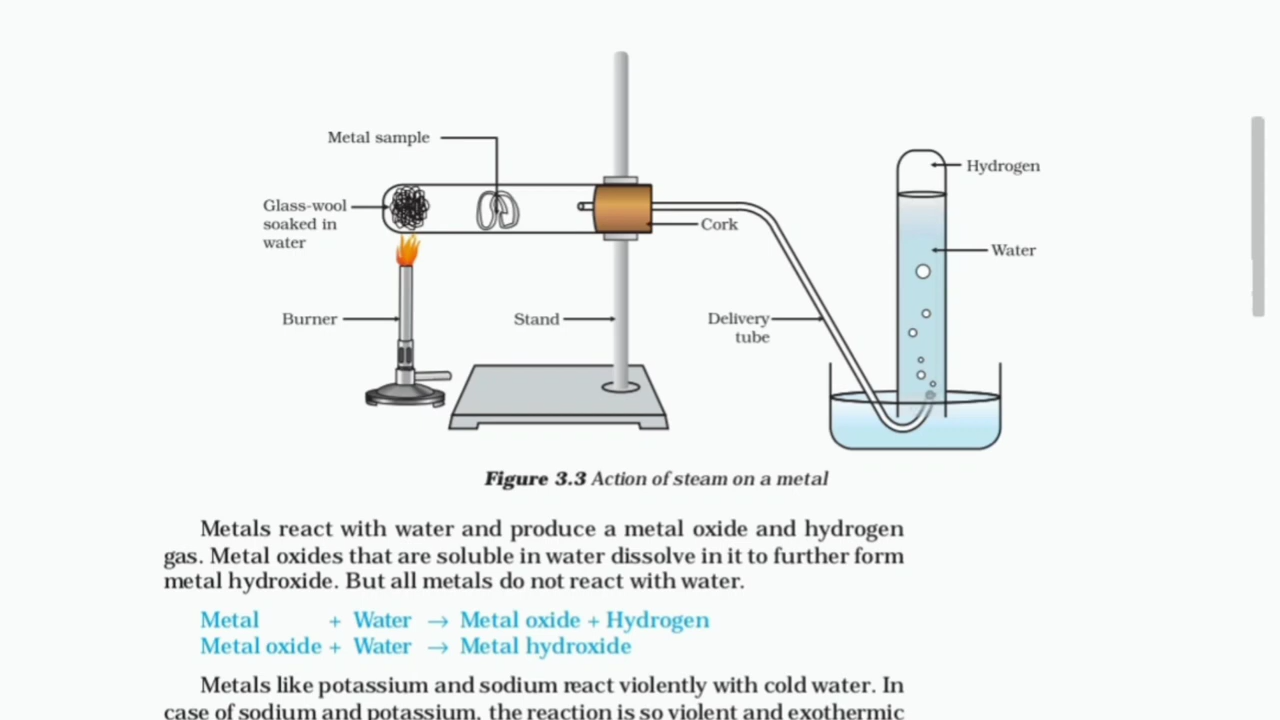 Metal sample
Hydrogen
Glass-wool
soaked in
water
Cork
Water
Burner
Stand
Delivery
tube
Figure 3.3 Action of steam on a metal
Metals react with water and produce a metal oxide and hydrogen
gas. Metal oxides that are soluble in water dissolve in it to further form
metal hydroxide. But all metals do not react with water.
Metal + Water → Metal oxide + Hydrogen
Metal oxide + Water → Metal hydroxide
Metals like potassium and sodium react violently with cold water. In
case of sodium and potassium, the reaction is so violent and exothermic